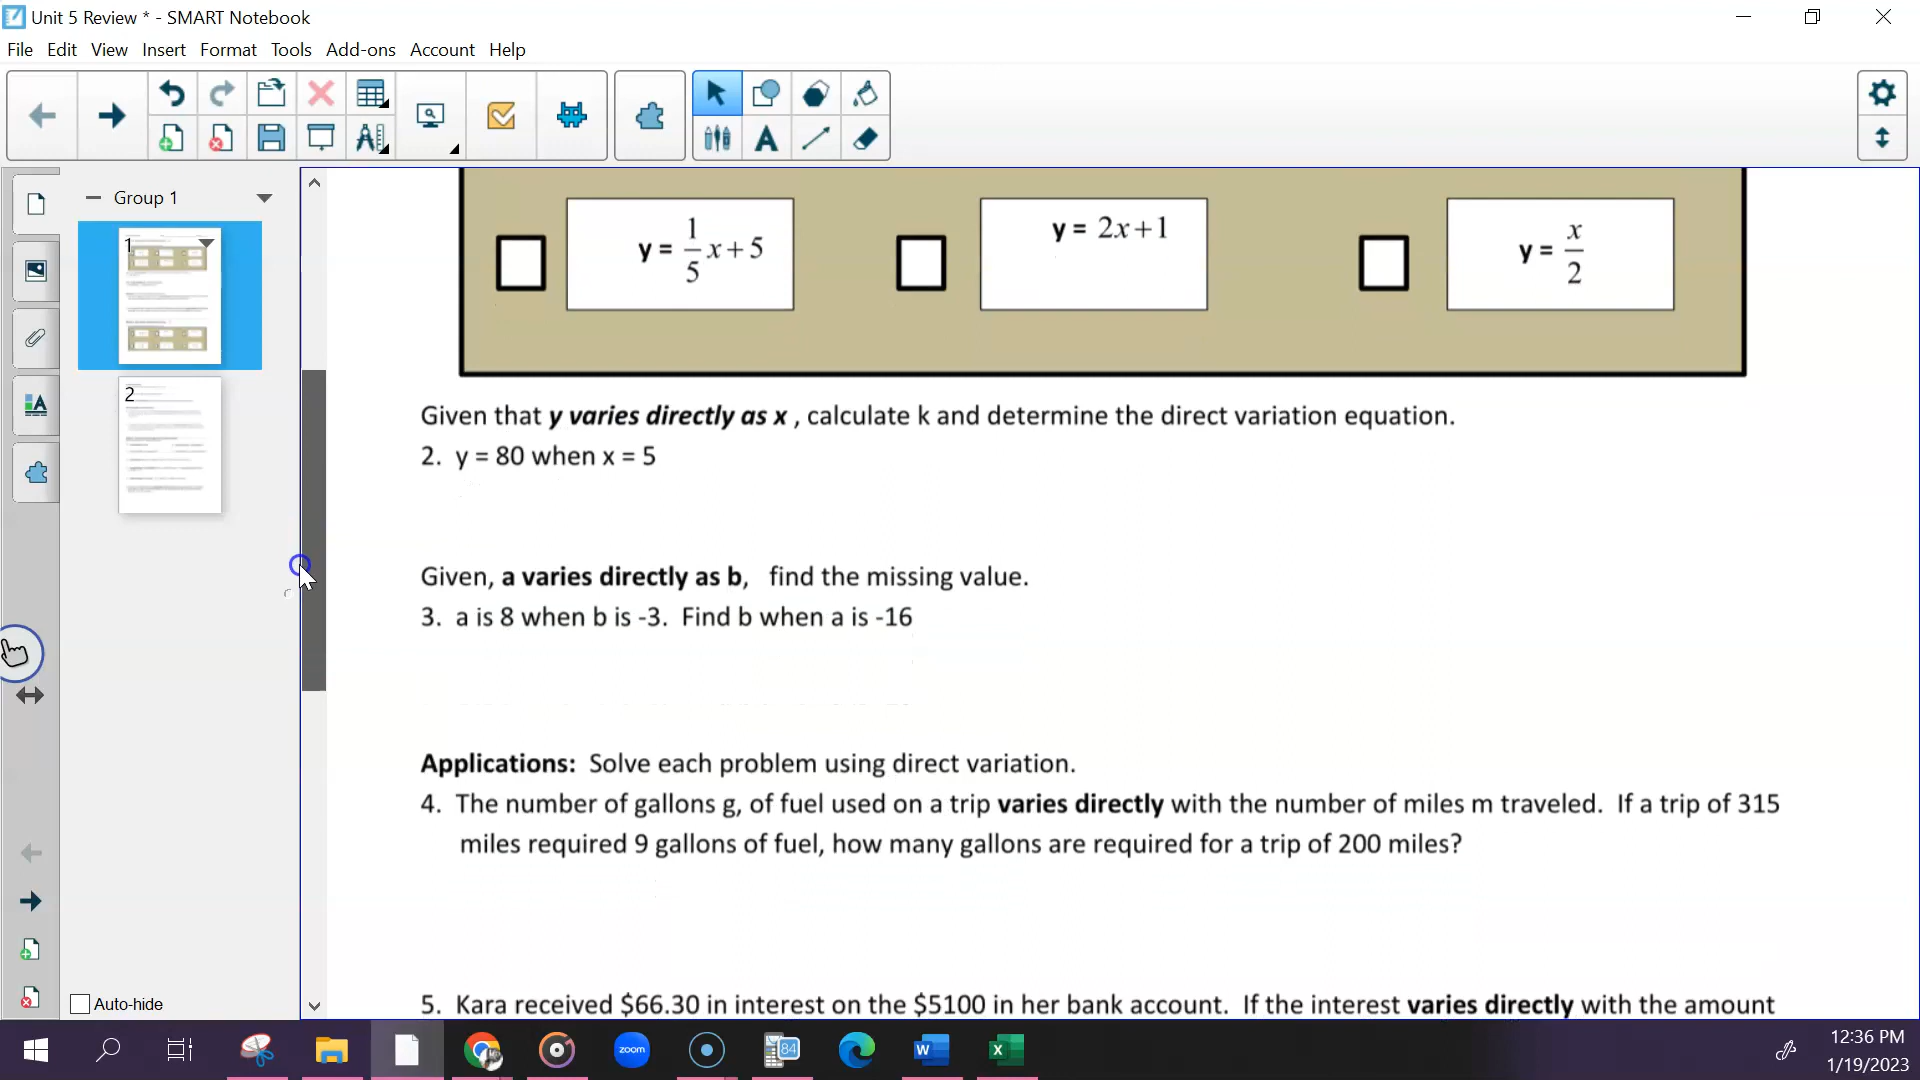 Unit 5 Review * - SMART Notebook
File Edit View Insert Format Tools Add-ons Account Help
Group 1
1
2
y = 1/5 x + 5
y = 2x + 1
y = x/2
Given that y varies directly as x , calculate k and determine the direct variation equation.
2. y = 80 when x = 5
Given, a varies directly as b, find the missing value.
3. a is 8 when b is -3. Find b when a is -16
Applications: Solve each problem using direct variation.
4. The number of gallons g, of fuel used on a trip varies directly with the number of miles m traveled. If a trip of 315
miles required 9 gallons of fuel, how many gallons are required for a trip of 200 miles?
5. Kara received $66.30 in interest on the $5100 in her bank account. If the interest varies directly with the amount
Auto-hide
zoom
84
W
X
12:36 PM
1/19/2023